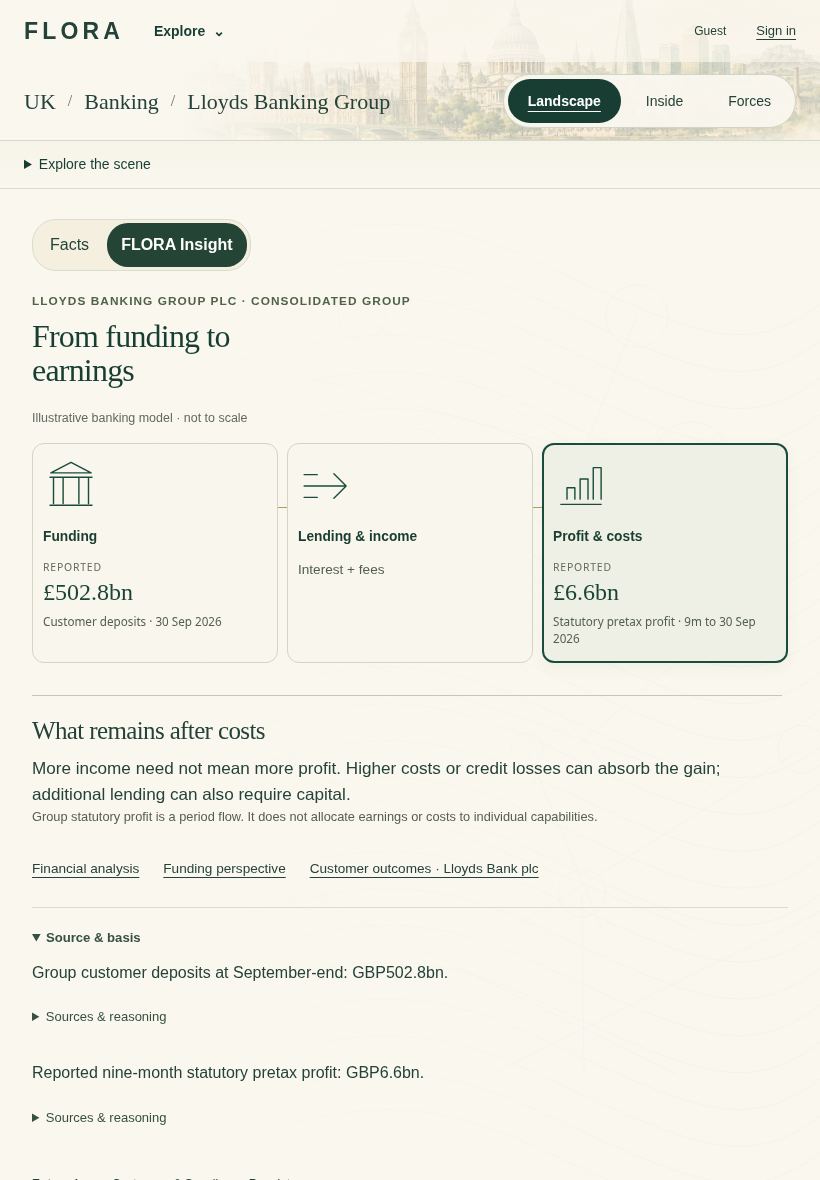 FLORA
Explore
Guest
Sign in
UK / Banking / Lloyds Banking Group
Landscape
Inside
Forces
Explore the scene
Facts
FLORA Insight
LLOYDS BANKING GROUP PLC · CONSOLIDATED GROUP
From funding to
earnings
Illustrative banking model · not to scale
Funding
REPORTED
£502.8bn
Customer deposits · 30 Sep 2026
Lending & income
Interest + fees
Profit & costs
REPORTED
£6.6bn
Statutory pretax profit · 9m to 30 Sep
2026
What remains after costs
More income need not mean more profit. Higher costs or credit losses can absorb the gain;
additional lending can also require capital.
Group statutory profit is a period flow. It does not allocate earnings or costs to individual capabilities.
Financial analysis
Funding perspective
Customer outcomes · Lloyds Bank plc
Source & basis
Group customer deposits at September-end: GBP502.8bn.
Sources & reasoning
Reported nine-month statutory pretax profit: GBP6.6bn.
Sources & reasoning